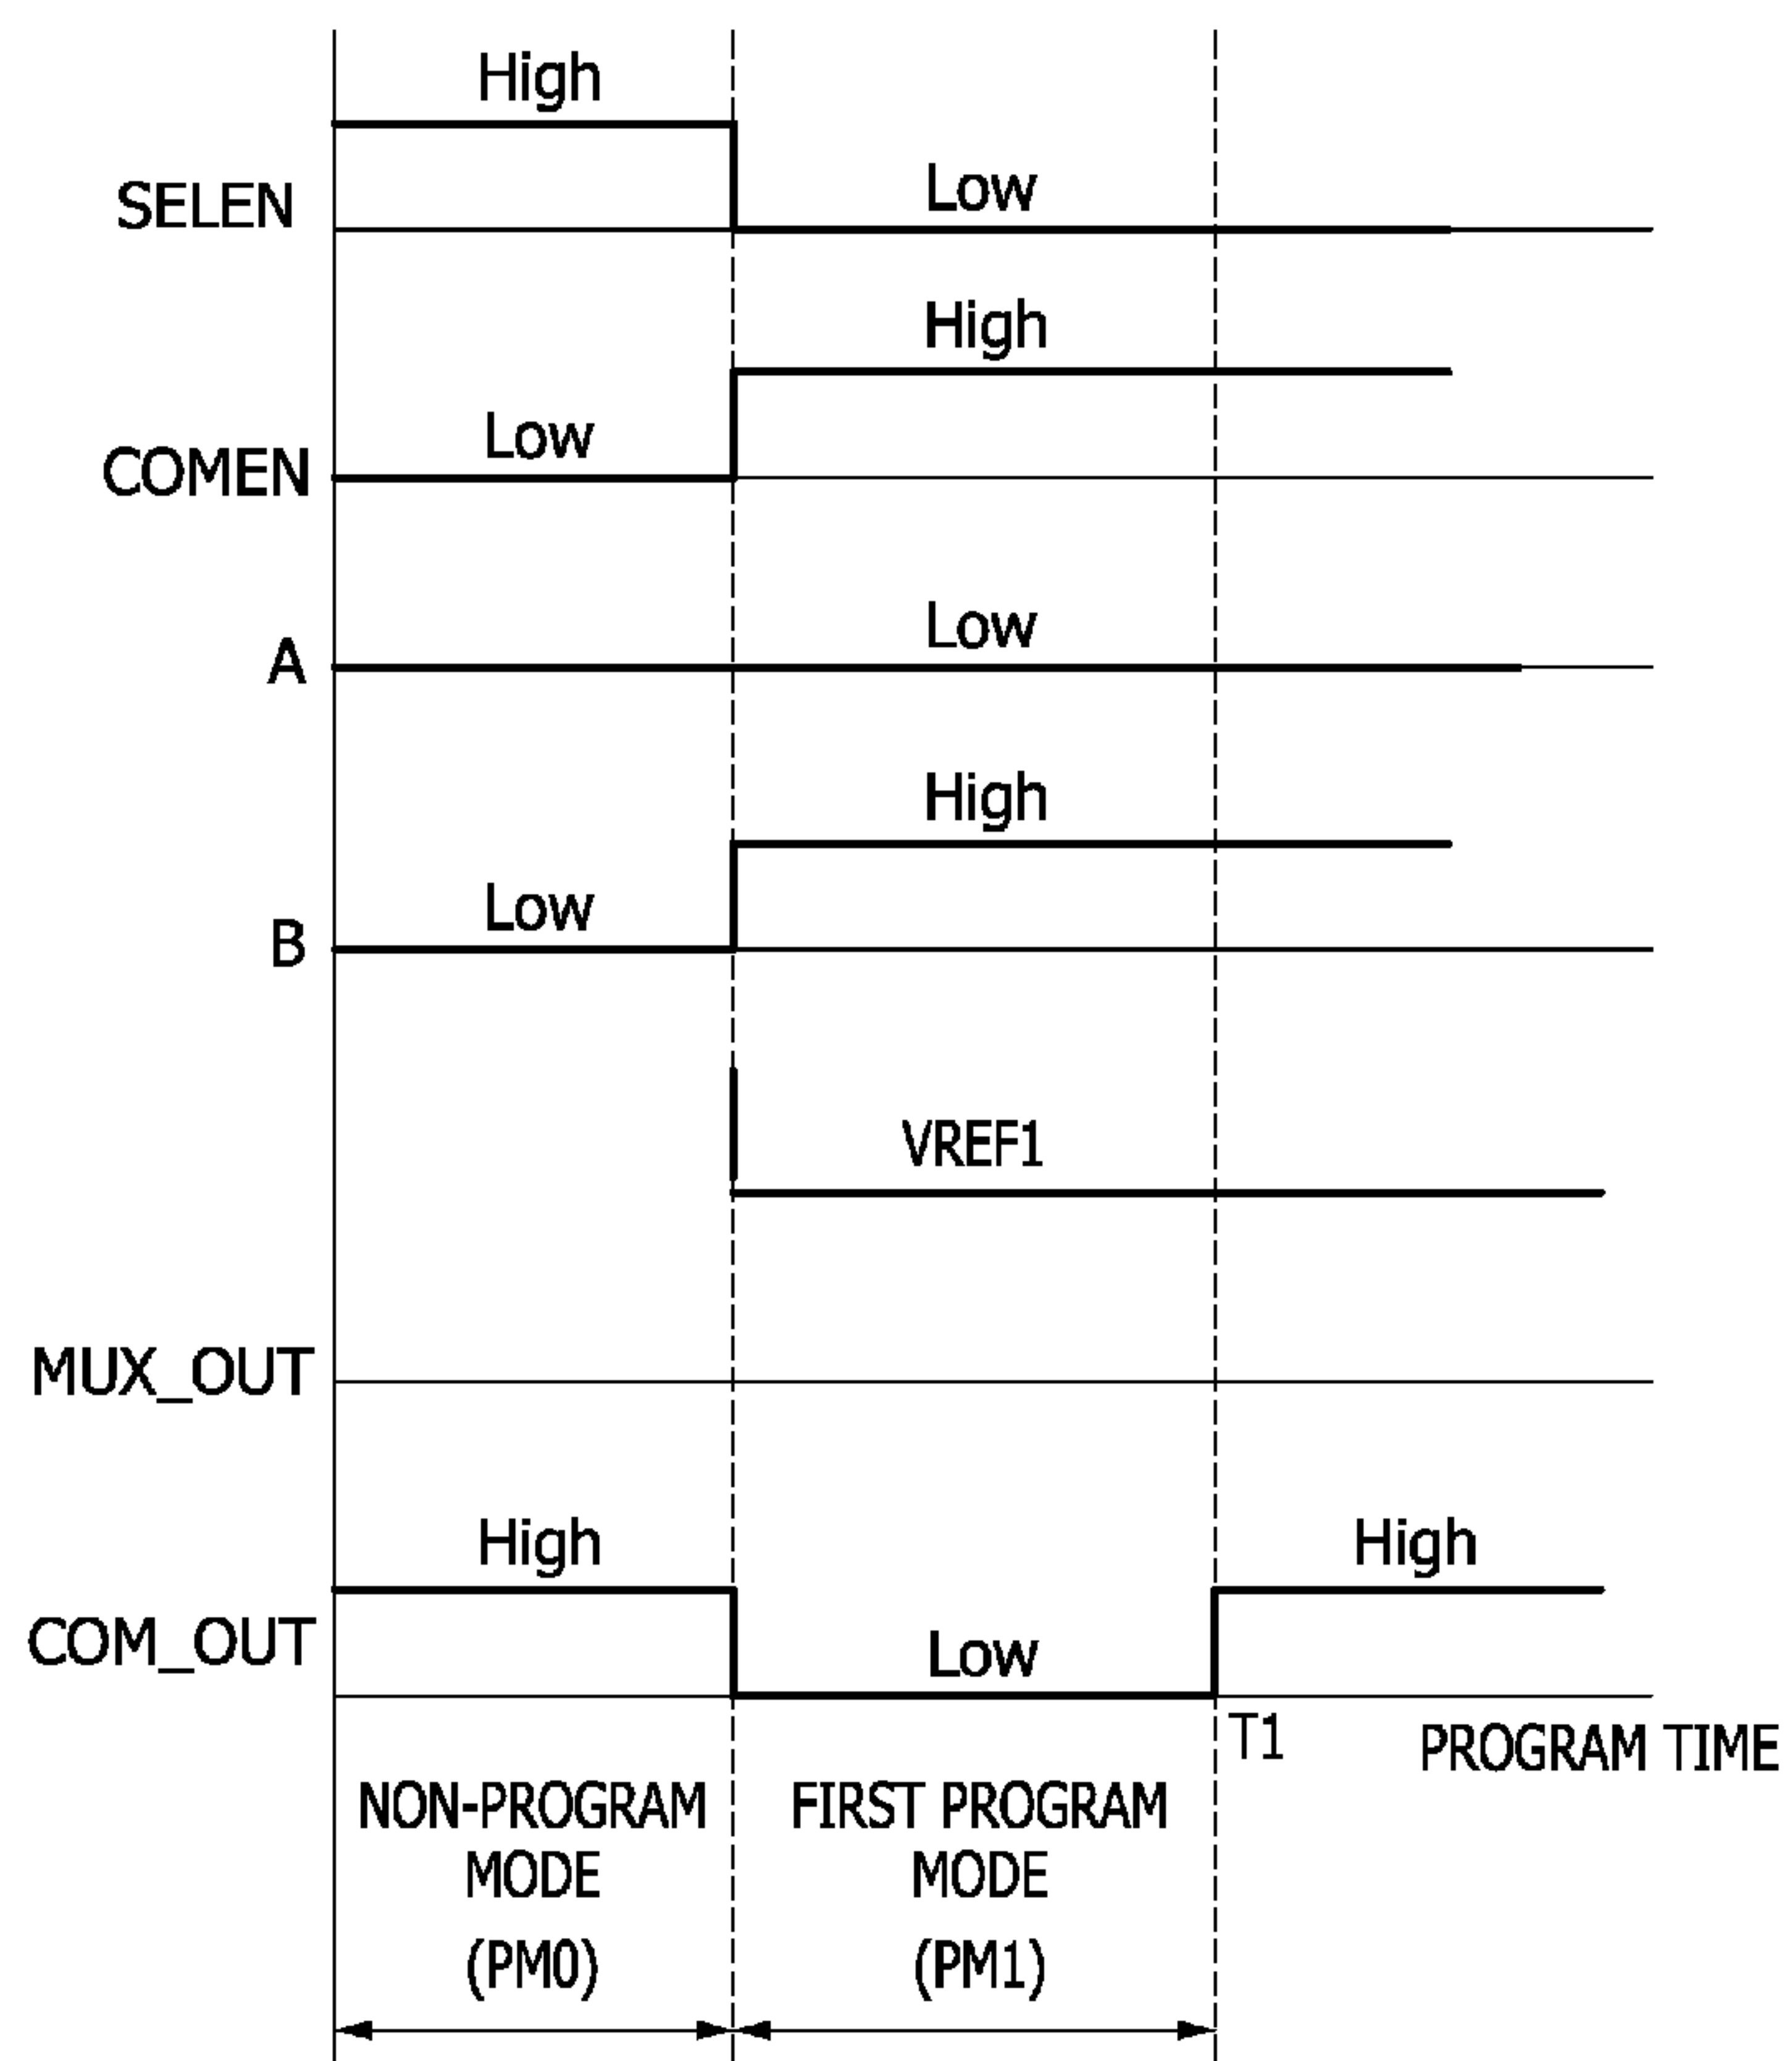 High
SELEN
Low
High
COMEN
Low
A
Low
High
B
Low
VREF1
MUX_OUT
High
High
COM_OUT
Low
T1
PROGRAM TIME
NON-PROGRAM
MODE
(PM0)
FIRST PROGRAM
MODE
(PM1)